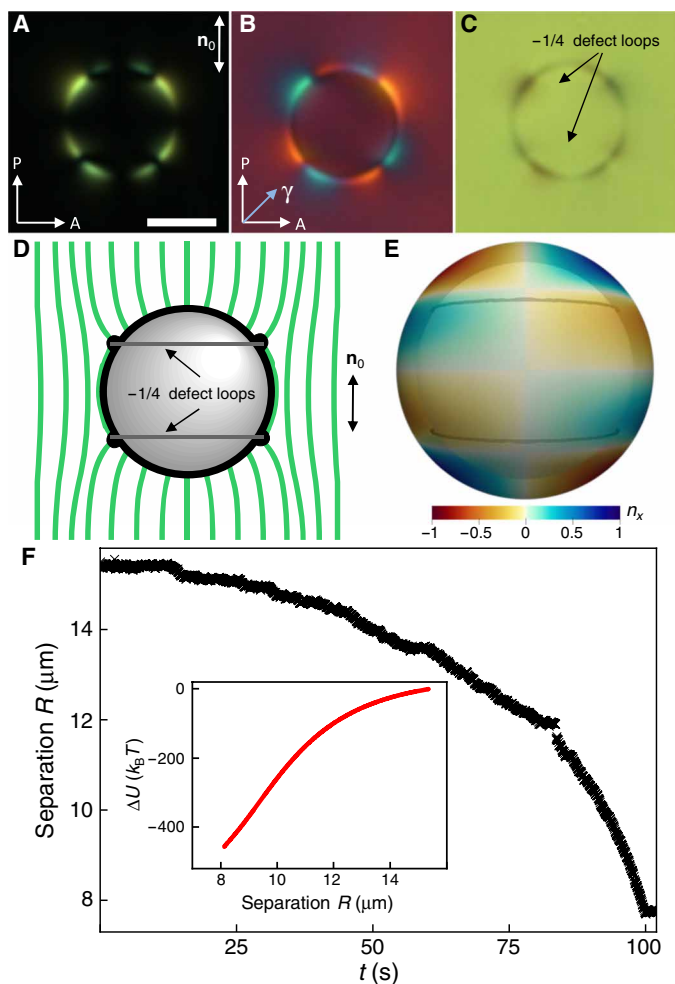 A
n0
P
A
B
P
γ
A
C
−1/4 defect loops
D
−1/4 defect loops
n0
E
nx
−1 −0.5 0 0.5 1
F
Separation R (μm)
14
12
10
8
25 50 75 100
t (s)
ΔU (kBT)
0
−200
−400
8 10 12 14
Separation R (μm)